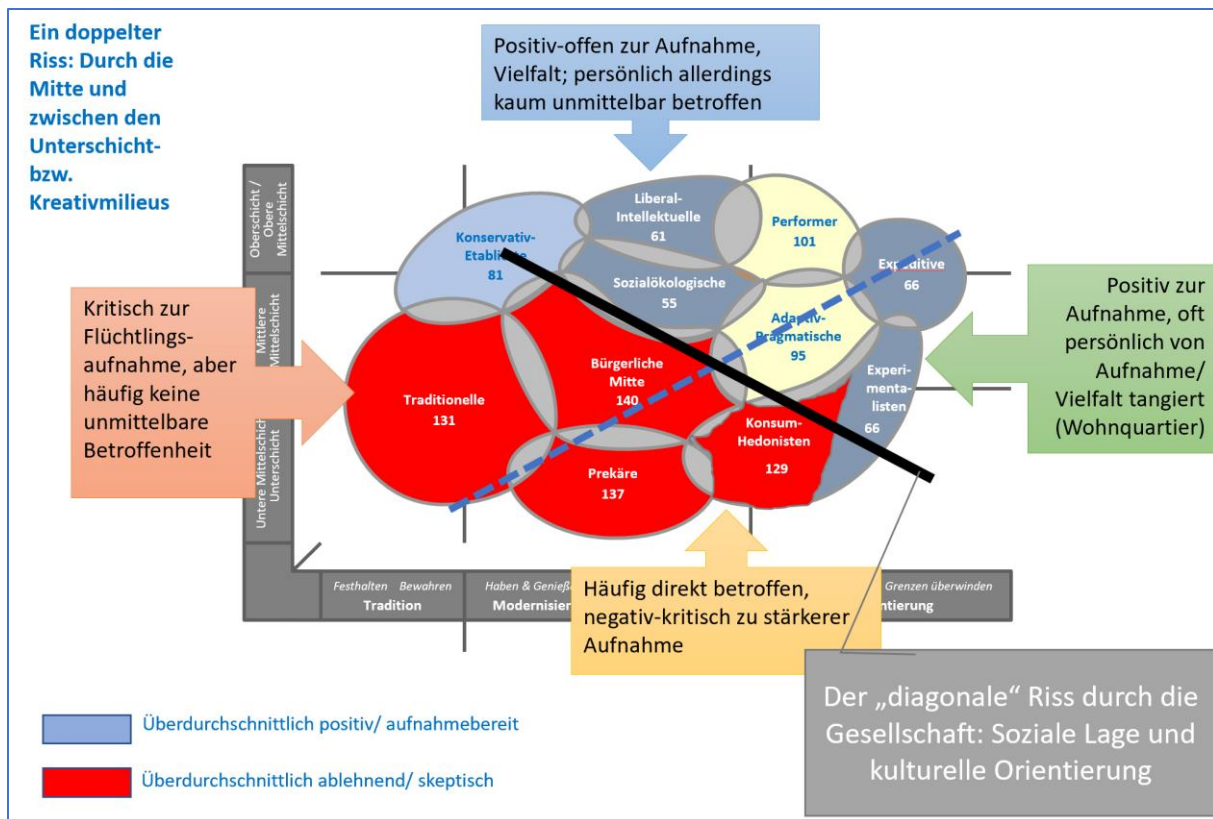 Ein doppelter
Riss: Durch die
Mitte und
zwischen den
Unterschicht-
bzw.
Kreativmilieus
Positiv-offen zur Aufnahme,
Vielfalt; persönlich allerdings
kaum unmittelbar betroffen
Oberschicht /
Obere
Mittelschicht
Mittlere
Mittelschicht
Untere Mittelschicht
Unterschicht
Kritisch zur
Flüchtlings-
aufnahme, aber
häufig keine
unmittelbare
Betroffenheit
Konservativ-
Etablierte
81
Liberal-
Intellektuelle
61
Performer
101
Expeditive
66
Sozialökologische
55
Adaptiv-
Pragmatische
95
Bürgerliche
Mitte
140
Traditionelle
131
Experi-
menta-
listen
66
Konsum-
Hedonisten
129
Prekäre
137
Positiv zur
Aufnahme, oft
persönlich von
Aufnahme/
Vielfalt tangiert
(Wohnquartier)
Häufig direkt betroffen,
negativ-kritisch zu stärkerer
Aufnahme
Festhalten Bewahren
Tradition
Haben &
Grenzen überwinden
Der „diagonale“ Riss durch die
Gesellschaft: Soziale Lage und
kulturelle Orientierung
Überdurchschnittlich positiv/ aufnahmebereit
Überdurchschnittlich ablehnend/ skeptisch